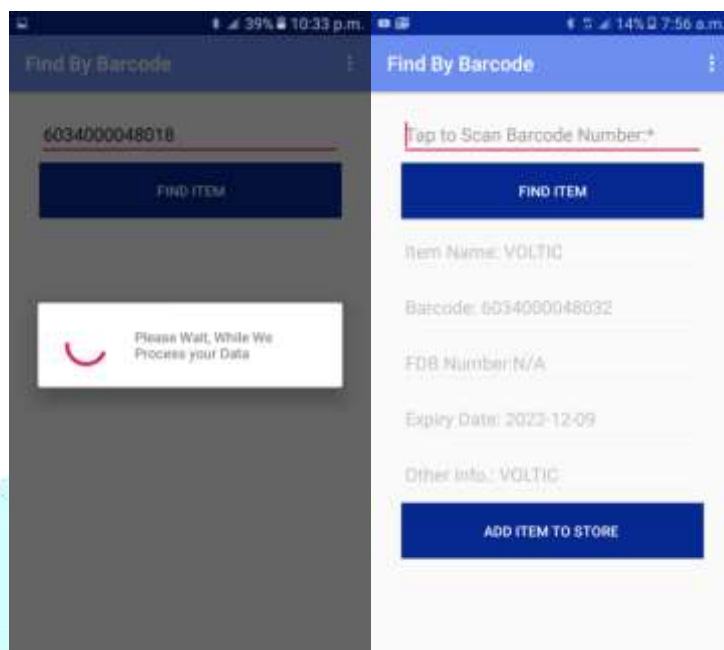 39% 10:33 p.m.
Find By Barcode
6034000048018
FIND ITEM
Please Wait, While We
Process your Data
14% 7:56 a.m.
Find By Barcode
Tap to Scan Barcode Number:*
FIND ITEM
Item Name: VOLTIC
Barcode: 6034000048032
FDB Number:N/A
Expiry Date: 2022-12-09
Other Info.: VOLTIC
ADD ITEM TO STORE